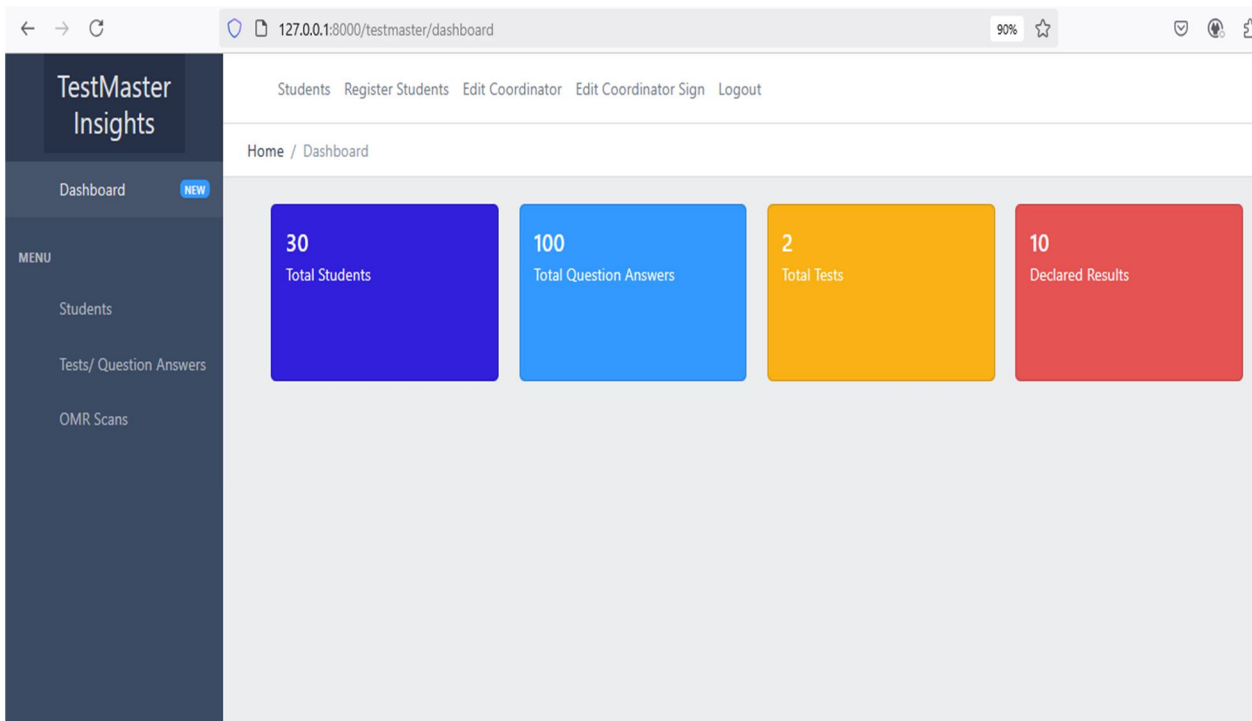 127.0.0.1:8000/testmaster/dashboard
90%
TestMaster
Insights
Students Register Students Edit Coordinator Edit Coordinator Sign Logout
Home / Dashboard
Dashboard NEW
MENU
Students
Tests/ Question Answers
OMR Scans
30
Total Students
100
Total Question Answers
2
Total Tests
10
Declared Results